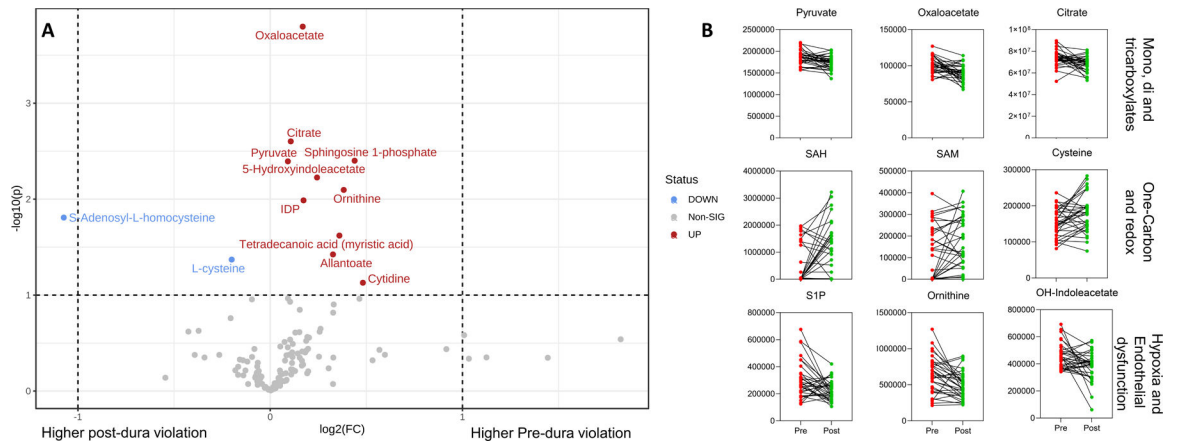 A
Oxaloacetate
Citrate
Pyruvate
Sphingosine 1-phosphate
5-Hydroxyindoleacetate
Ornithine
IDP
S-Adenosyl-L-homocysteine
Tetradecanoic acid (myristic acid)
L-cysteine
Allantoate
Cytidine
-log10(p)
3
2
1
0
-1
0
1
log2(FC)
Higher post-dura violation
Higher Pre-dura violation
Status
DOWN
Non-SIG
UP
B
Pyruvate
2500000
2000000
1500000
1000000
500000
0
Oxaloacetate
150000
100000
50000
0
Citrate
1×10⁸
8×10⁷
6×10⁷
4×10⁷
2×10⁷
0
Mono, di and
tricarboxylates
SAH
400000
300000
200000
100000
0
SAM
500000
400000
300000
200000
100000
0
Cysteine
300000
200000
100000
0
One-Carbon
and redox
S1P
800000
600000
400000
200000
0
Pre
Post
Ornithine
1500000
1000000
500000
0
Pre
Post
OH-Indoleacetate
800000
600000
400000
200000
0
Pre
Post
Hypoxia and
Endothelial
dysfunction